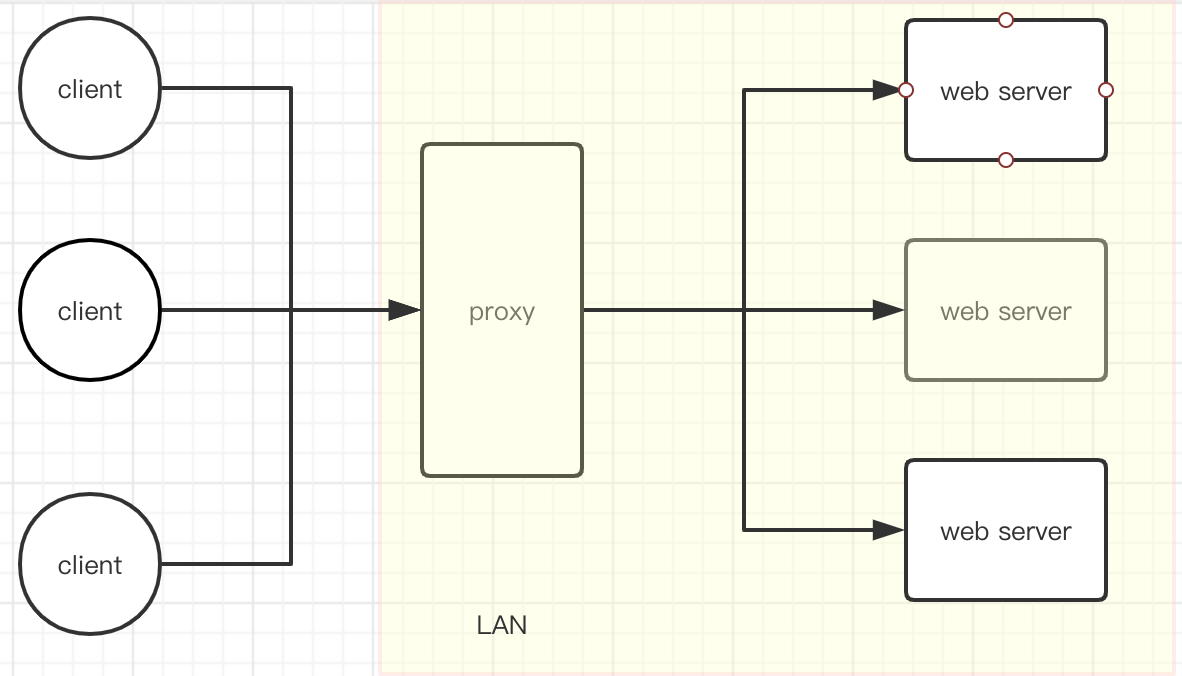 client
web server
client
proxy
web server
client
web server
LAN